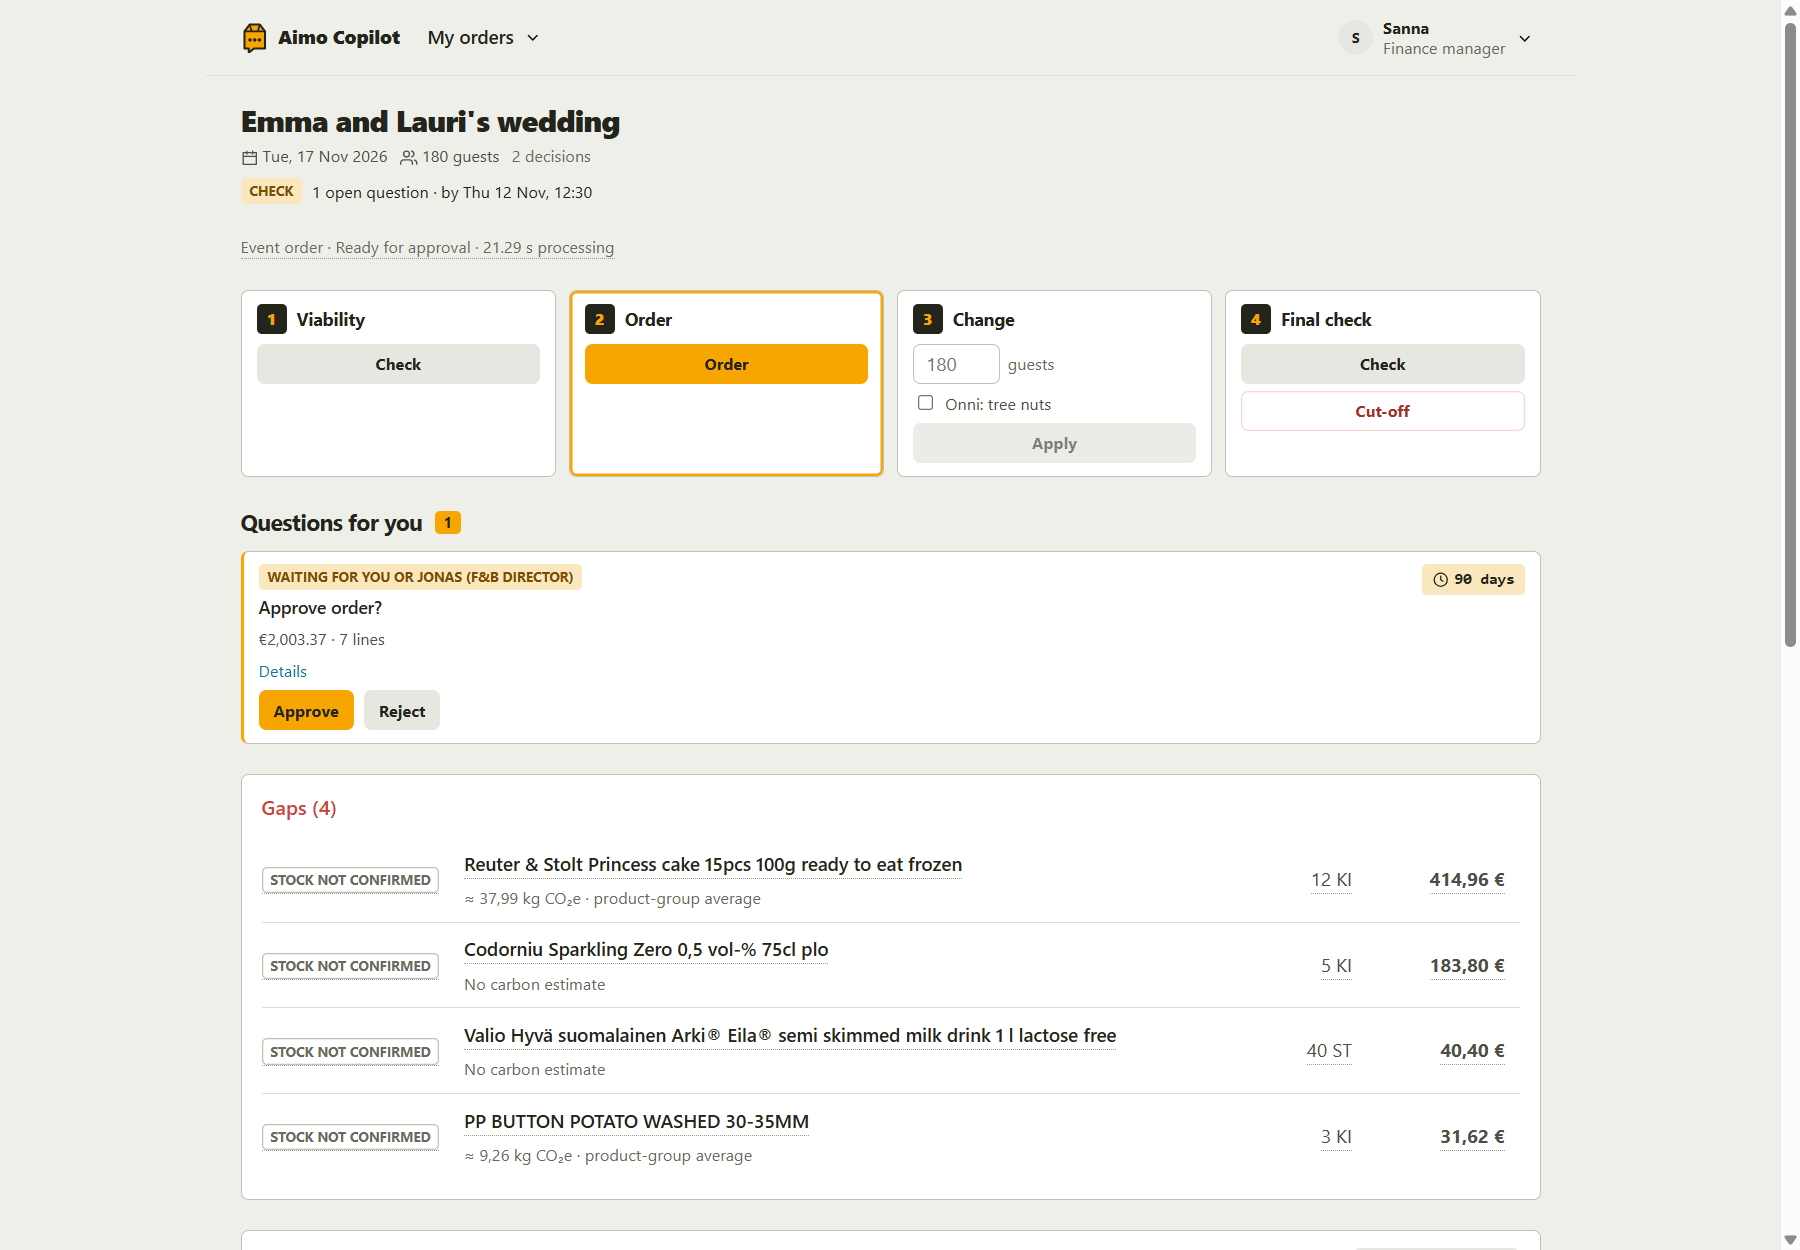 Aimo Copilot My orders
S Sanna
Finance manager
Emma and Lauri's wedding
Tue, 17 Nov 2026 180 guests 2 decisions
CHECK 1 open question · by Thu 12 Nov, 12:30
Event order · Ready for approval · 21.29 s processing
1 Viability
Check
2 Order
Order
3 Change
180 guests
Onni: tree nuts
Apply
4 Final check
Check
Cut-off
Questions for you 1
WAITING FOR YOU OR JONAS (F&B DIRECTOR) 90 days
Approve order?
€2,003.37 · 7 lines
Details
Approve Reject
Gaps (4)
STOCK NOT CONFIRMED Reuter & Stolt Princess cake 15pcs 100g ready to eat frozen 12 KI 414,96 €
≈ 37,99 kg CO₂e · product-group average
STOCK NOT CONFIRMED Codorniu Sparkling Zero 0,5 vol-% 75cl plo 5 KI 183,80 €
No carbon estimate
STOCK NOT CONFIRMED Valio Hyvä suomalainen Arki® Eila® semi skimmed milk drink 1 l lactose free 40 ST 40,40 €
No carbon estimate
STOCK NOT CONFIRMED PP BUTTON POTATO WASHED 30-35MM 3 KI 31,62 €
≈ 9,26 kg CO₂e · product-group average